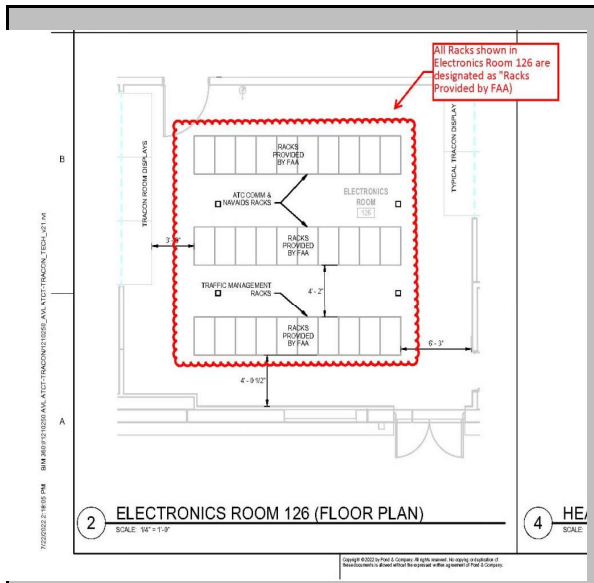 All Racks shown in
Electronics Room 126 are
designated as "Racks
Provided by FAA)
B
TRACON ROOM DISPLAYS
TYPICAL TRACON DISPLAY
RACKS
PROVIDED
BY FAA
ATC COMM &
NAVAIDS RACKS
ELECTRONICS
ROOM
126
RACKS
PROVIDED
BY FAA
TRAFFIC MANAGEMENT
RACKS
4' - 2"
RACKS
PROVIDED
BY FAA
6' - 3"
4' - 9 1/2"
A
2
ELECTRONICS ROOM 126 (FLOOR PLAN)
SCALE: 1/4" = 1'-0"
4
HEA
SCALE:
Copyright ©2022 by Pond & Company. All rights reserved. No copying or duplication of
these documents is allowed without the expressed written agreement of Pond & Company.
7/22/2022 2:18:05 PM